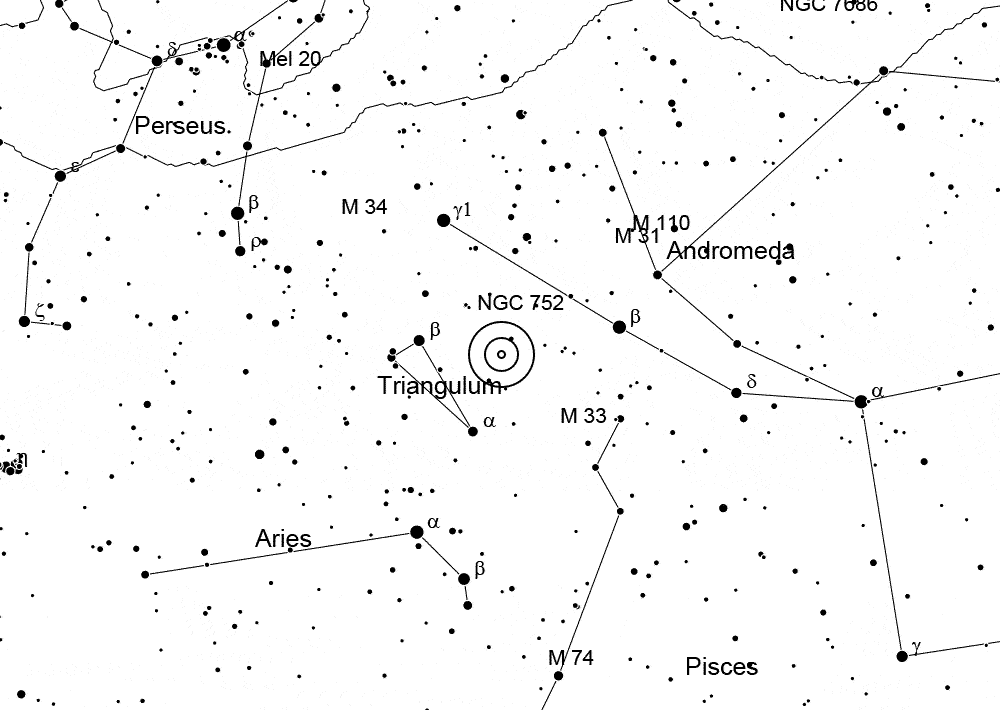 NGC 7686
δ
α
Mel 20
Perseus
ε
β
M 34
γ1
M 110
M 31
Andromeda
ρ
ζ
NGC 752
β
β
Triangulum
δ
α
M 33
α
η
α
Aries
β
γ
M 74
Pisces